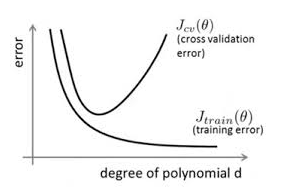 J_cv(θ)
(cross validation
error)
error
J_train(θ)
(training error)
degree of polynomial d